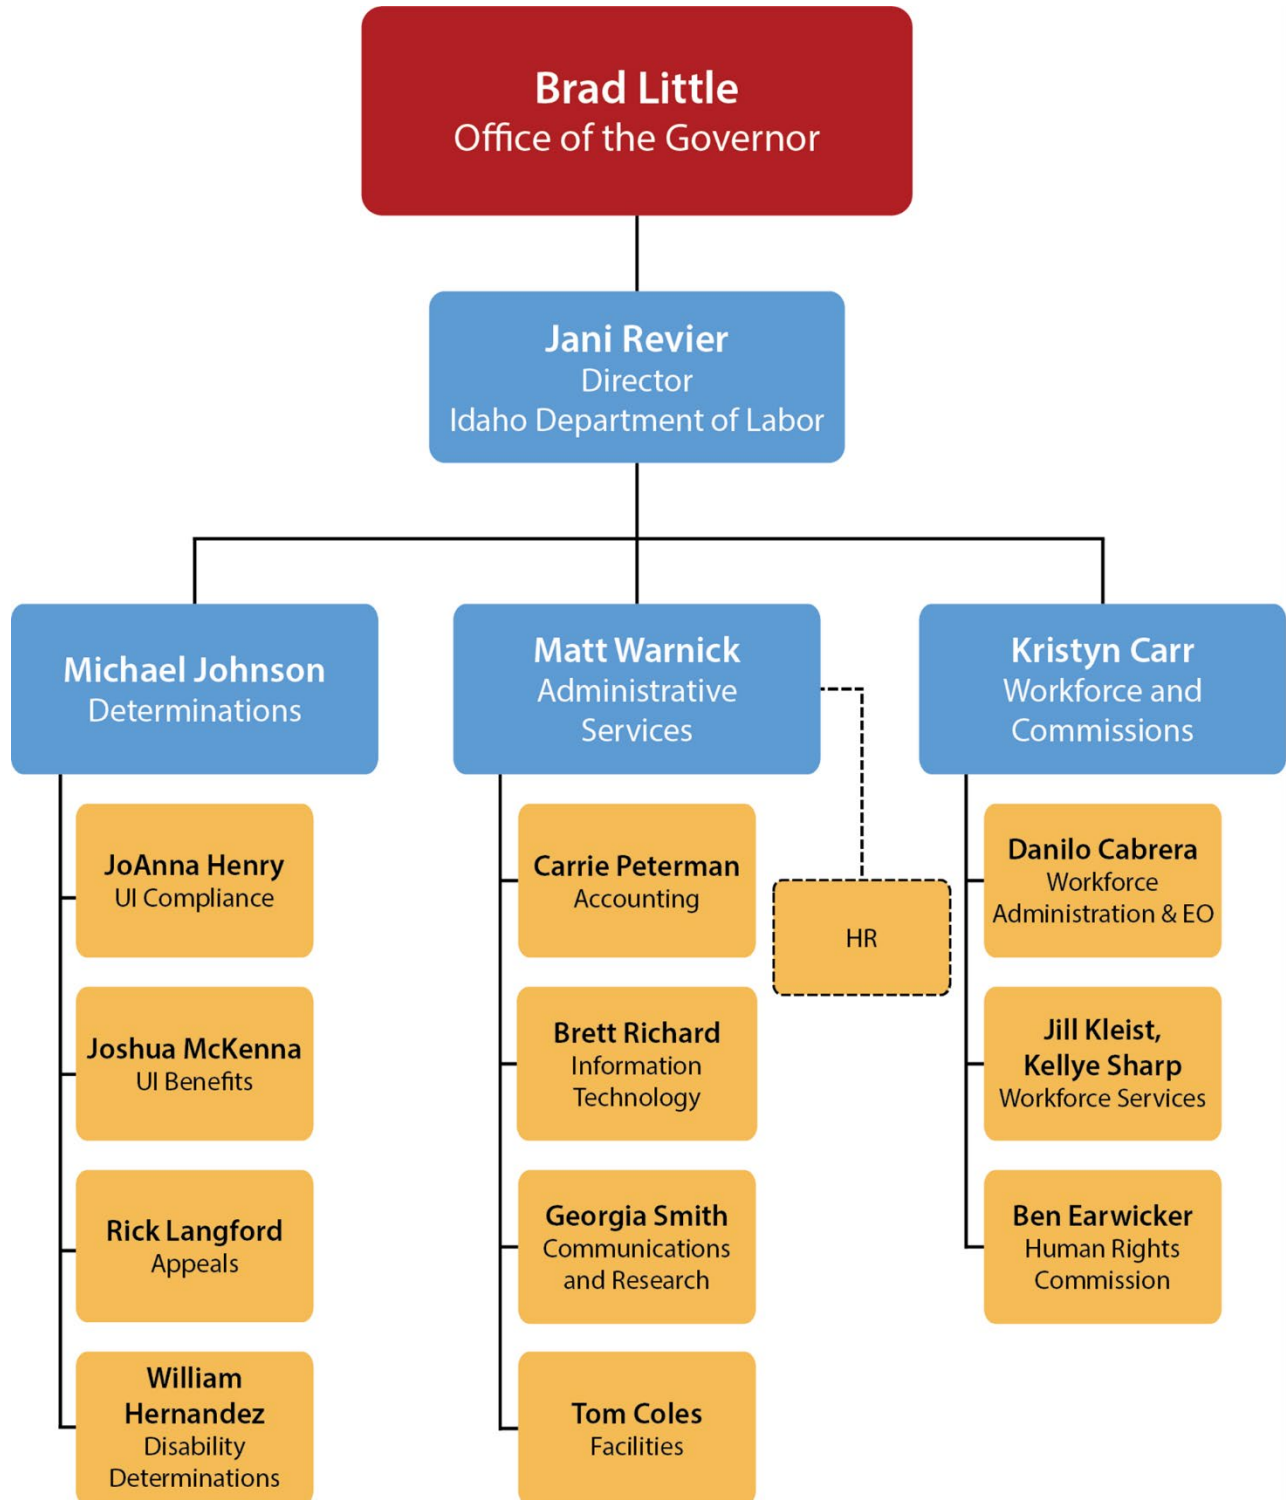 Brad Little
Office of the Governor
Jani Revier
Director
Idaho Department of Labor
Michael Johnson
Determinations
JoAnna Henry
UI Compliance
Joshua McKenna
UI Benefits
Rick Langford
Appeals
William
Hernandez
Disability
Determinations
Matt Warnick
Administrative
Services
Carrie Peterman
Accounting
HR
Brett Richard
Information
Technology
Georgia Smith
Communications
and Research
Tom Coles
Facilities
Kristyn Carr
Workforce and
Commissions
Danilo Cabrera
Workforce
Administration & EO
Jill Kleist,
Kellye Sharp
Workforce Services
Ben Earwicker
Human Rights
Commission